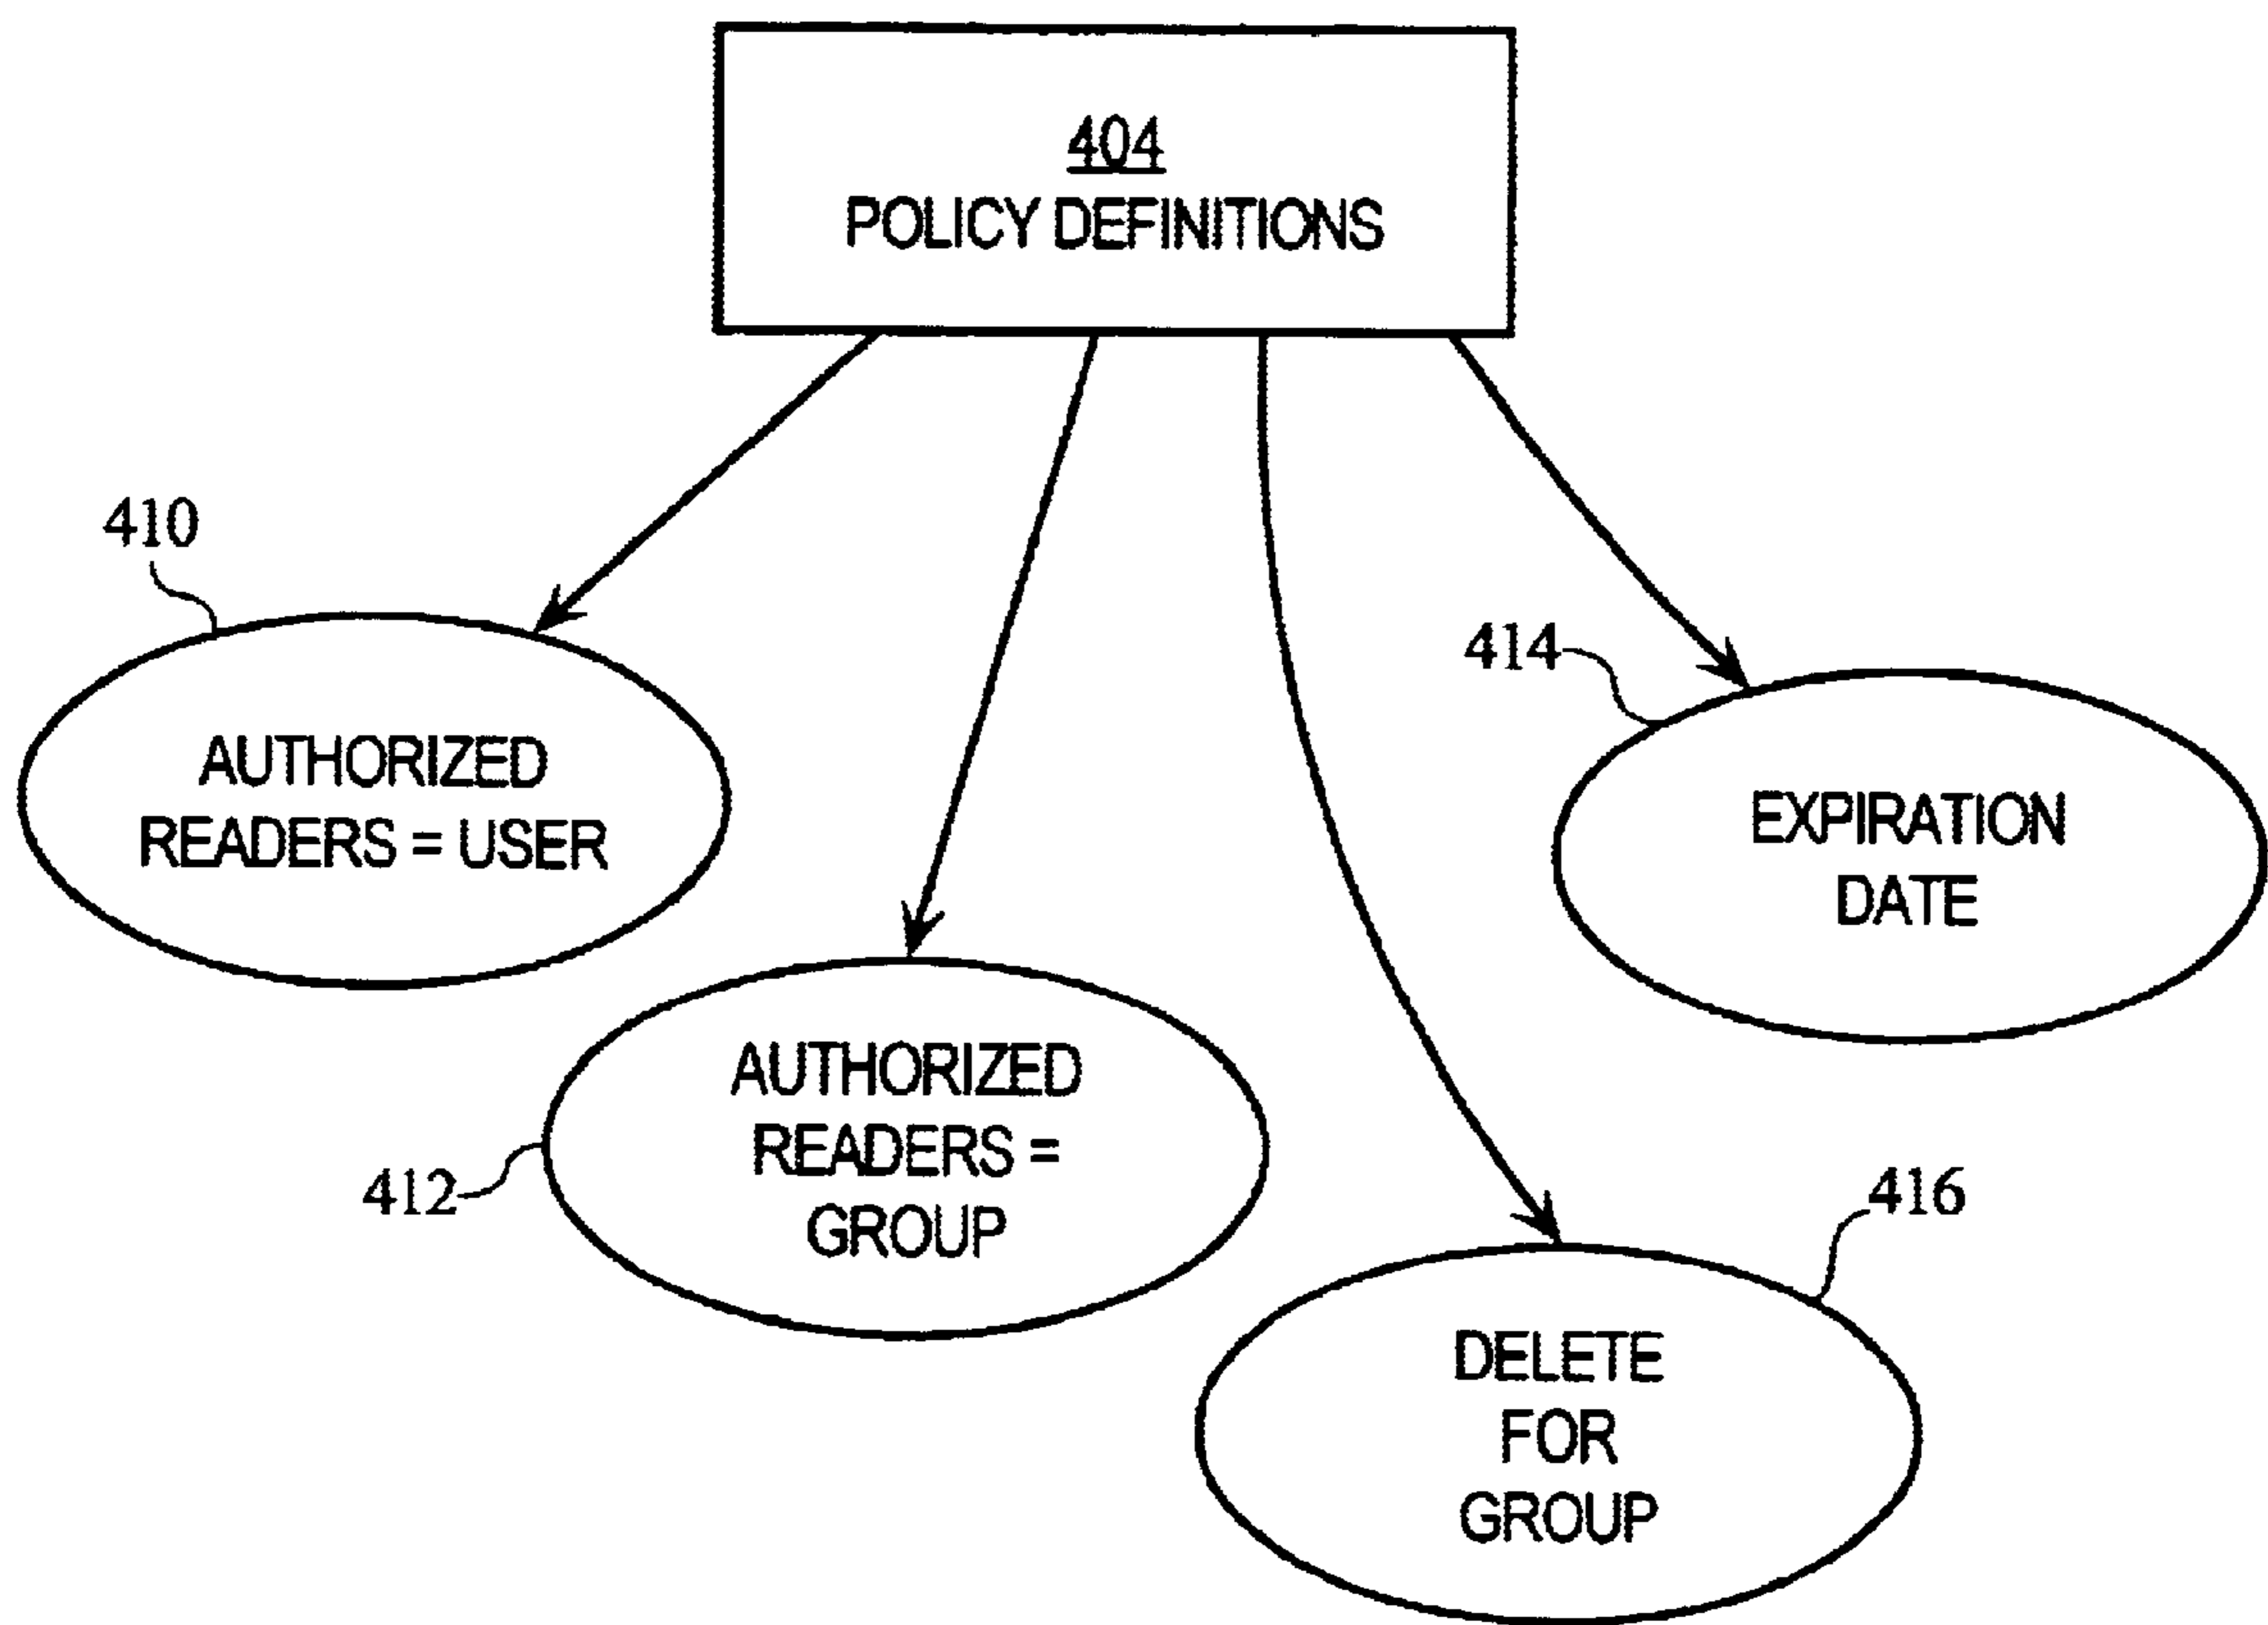 404
POLICY DEFINITIONS
410
AUTHORIZED
READERS = USER
414
EXPIRATION
DATE
412
AUTHORIZED
READERS =
GROUP
416
DELETE
FOR
GROUP